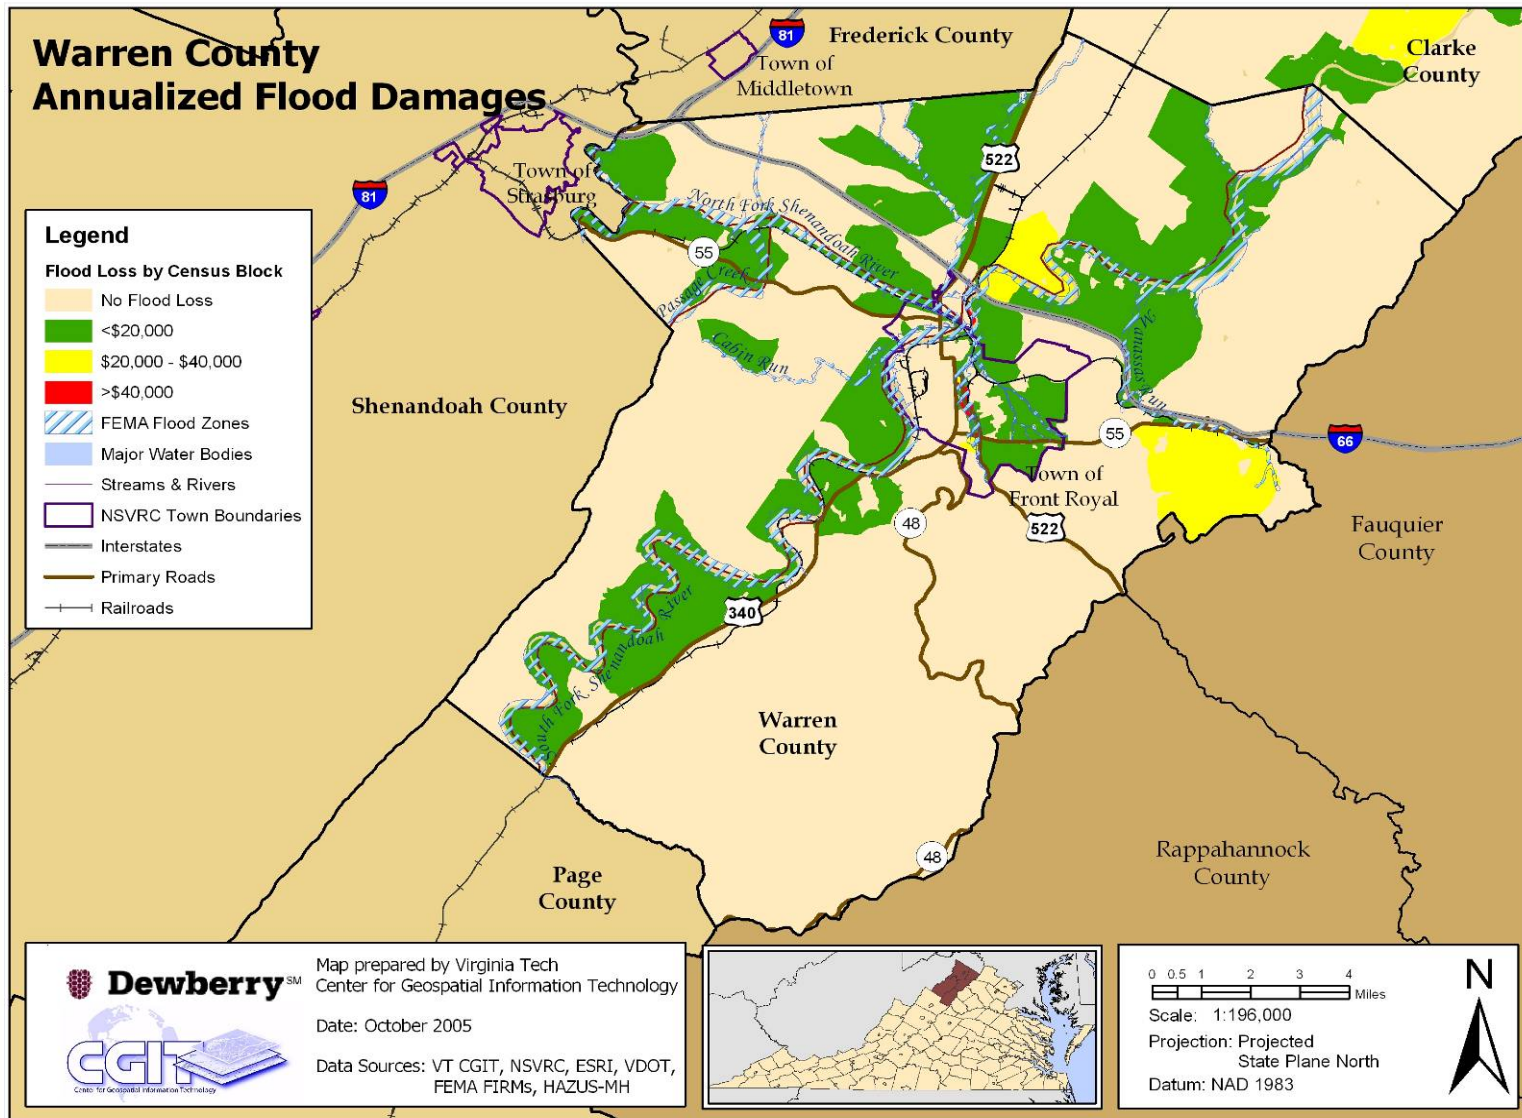 Warren County
Annualized Flood Damages
81
Frederick County
Town of
Middletown
Clarke
County
522
Town of
Strasburg
81
North Fork Shenandoah River
55
Passage Creek
Cabin Run
Manassas Run
Legend
Flood Loss by Census Block
No Flood Loss
<$20,000
$20,000 - $40,000
>$40,000
FEMA Flood Zones
Major Water Bodies
Streams & Rivers
NSVRC Town Boundaries
Interstates
Primary Roads
Railroads
Shenandoah County
55
66
Town of
Front Royal
48
522
Fauquier
County
340
South Fork Shenandoah River
Warren
County
48
Rappahannock
County
Page
County
Dewberry SM
CGIT
Center for Geospatial Information Technology
Map prepared by Virginia Tech
Center for Geospatial Information Technology
Date: October 2005
Data Sources: VT CGIT, NSVRC, ESRI, VDOT,
FEMA FIRMs, HAZUS-MH
0 0.5 1 2 3 4
Miles
Scale: 1:196,000
Projection: Projected
State Plane North
Datum: NAD 1983
N